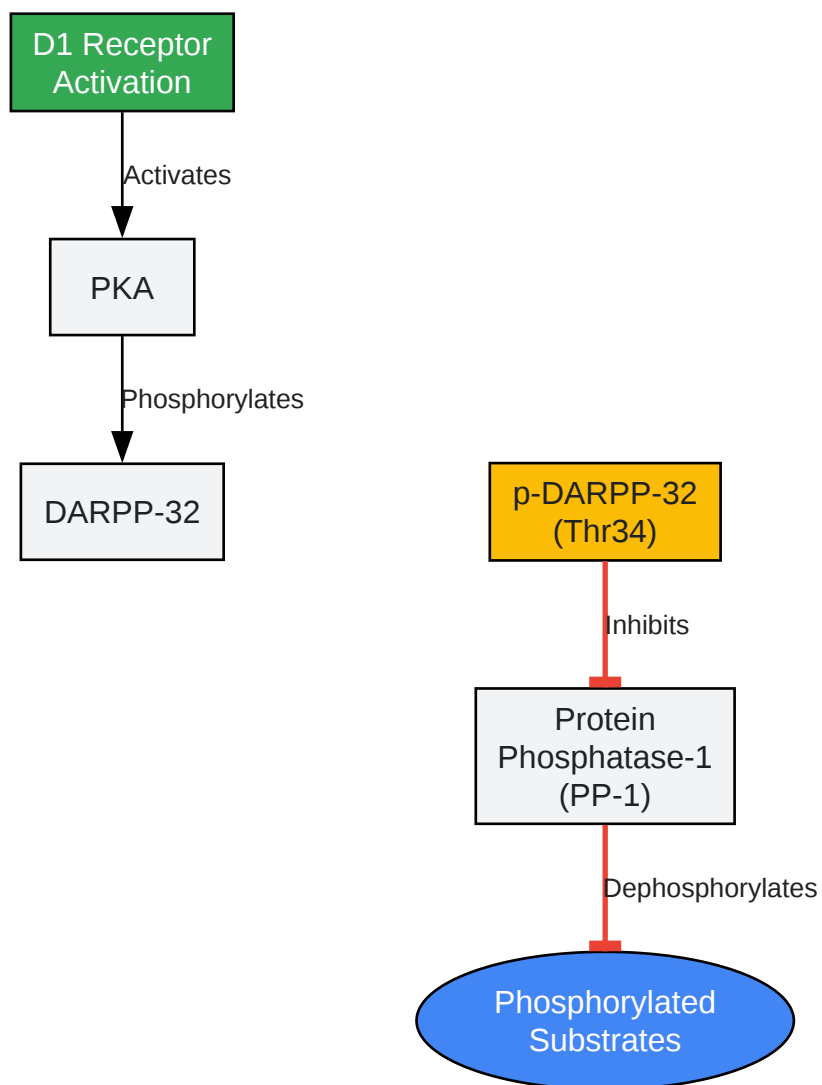 D1 Receptor
Activation
Activates
PKA
Phosphorylates
DARPP-32
p-DARPP-32
(Thr34)
Inhibits
Protein
Phosphatase-1
(PP-1)
Dephosphorylates
Phosphorylated
Substrates